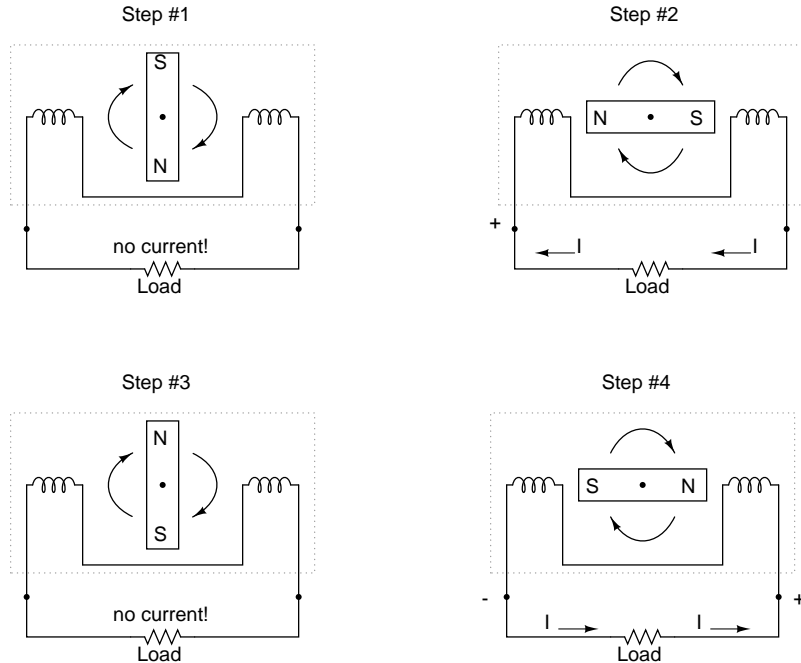 Step #1
S
N
no current!
Load
Step #2
N S
+
I I
Load
Step #3
N
S
no current!
Load
Step #4
S N
- +
I I
Load